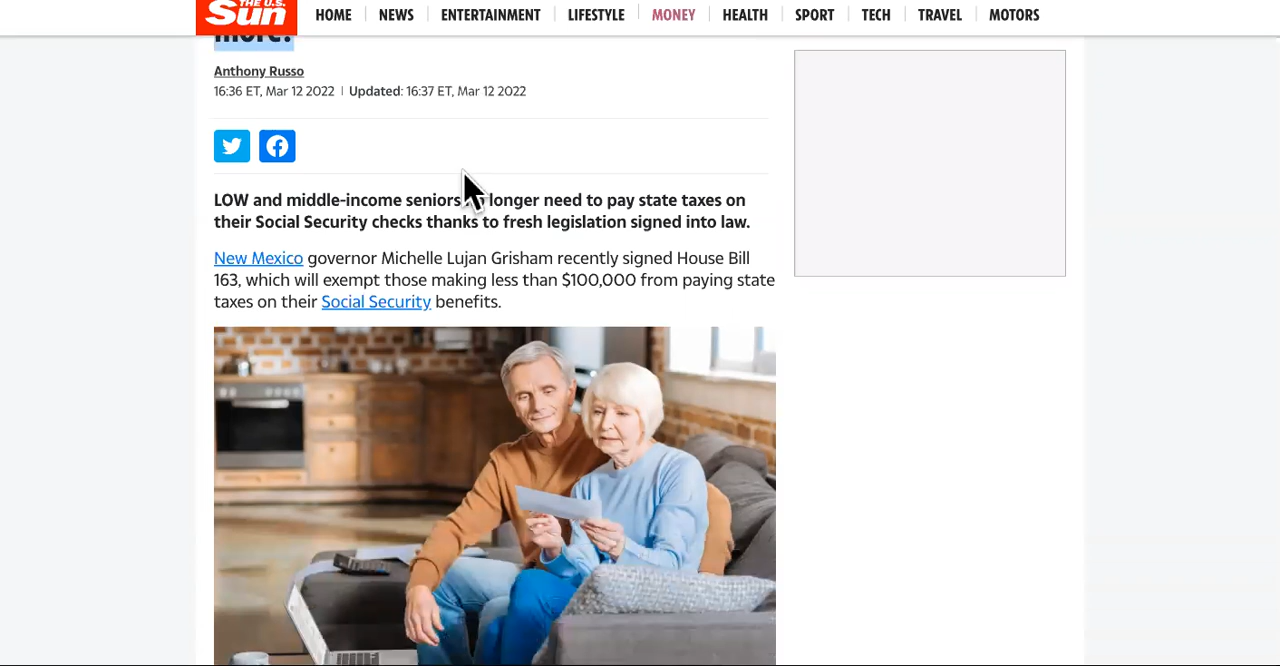 THE U.S.
Sun
HOME NEWS ENTERTAINMENT LIFESTYLE MONEY HEALTH SPORT TECH TRAVEL MOTORS
more?
Anthony Russo
16:36 ET, Mar 12 2022 | Updated: 16:37 ET, Mar 12 2022
LOW and middle-income seniors longer need to pay state taxes on
their Social Security checks thanks to fresh legislation signed into law.
New Mexico governor Michelle Lujan Grisham recently signed House Bill
163, which will exempt those making less than $100,000 from paying state
taxes on their Social Security benefits.